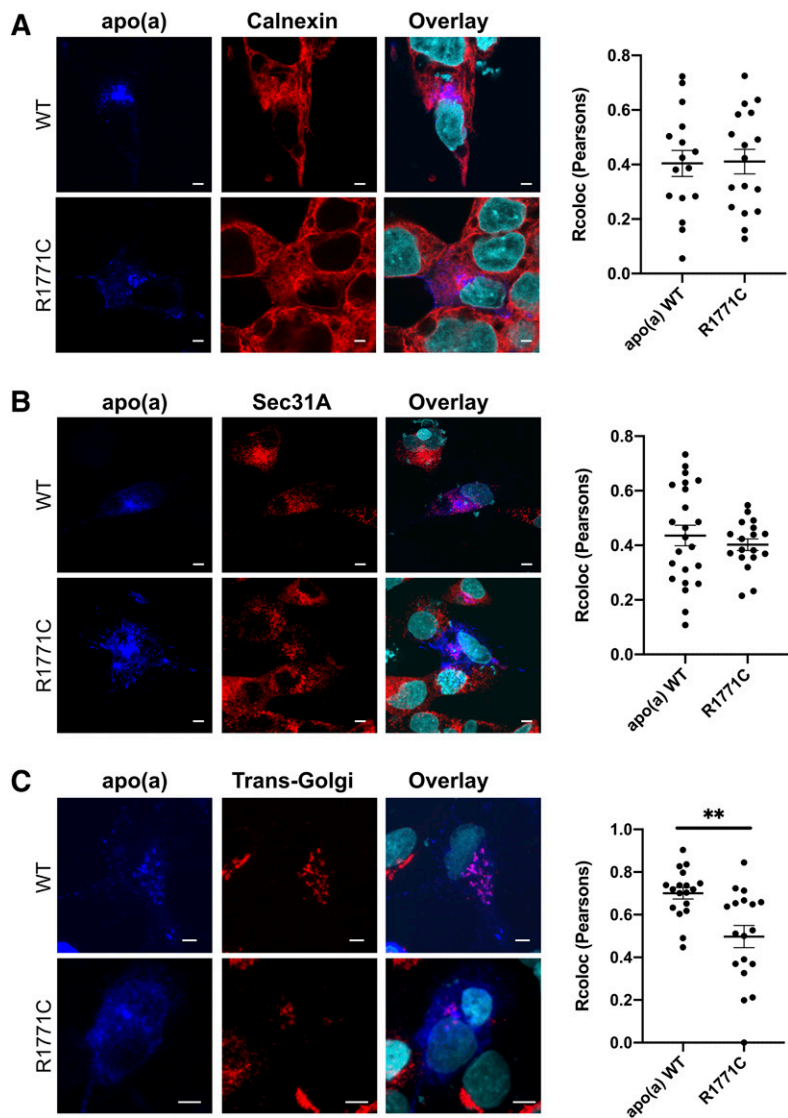 A
apo(a) Calnexin Overlay
WT
R1771C
Rcoloc (Pearsons)
0.8
0.6
0.4
0.2
0.0
apo(a) WT
R1771C
B
apo(a) Sec31A Overlay
WT
R1771C
Rcoloc (Pearsons)
0.8
0.6
0.4
0.2
0.0
apo(a) WT
R1771C
C
apo(a) Trans-Golgi Overlay
WT
R1771C
Rcoloc (Pearsons)
**
1.0
0.8
0.6
0.4
0.2
0.0
apo(a) WT
R1771C